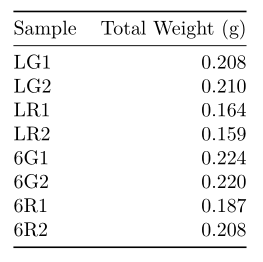 Sample Total Weight (g)
LG1 0.208
LG2 0.210
LR1 0.164
LR2 0.159
6G1 0.224
6G2 0.220
6R1 0.187
6R2 0.208